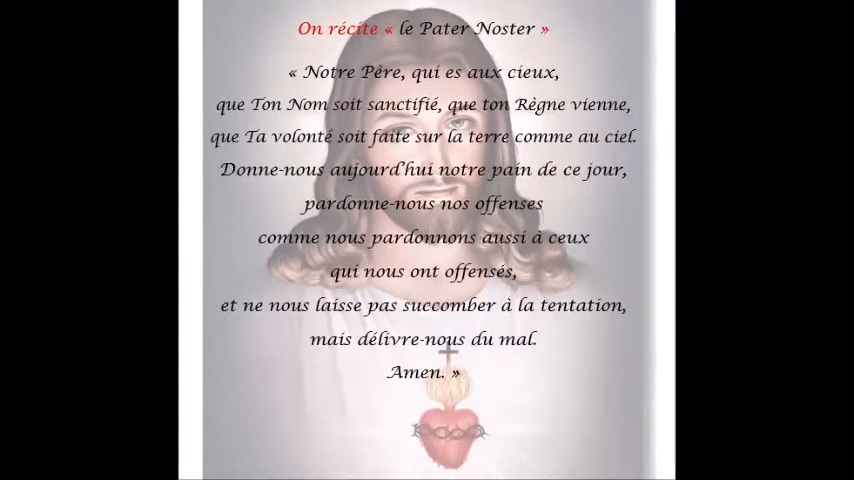 On récite « le Pater Noster »
« Notre Père, qui es aux cieux,
que Ton Nom soit sanctifié, que ton Règne vienne,
que Ta volonté soit faite sur la terre comme au ciel.
Donne-nous aujourd'hui notre pain de ce jour,
pardonne-nous nos offenses
comme nous pardonnons aussi à ceux
qui nous ont offensés,
et ne nous laisse pas succomber à la tentation,
mais délivre-nous du mal.
Amen. »